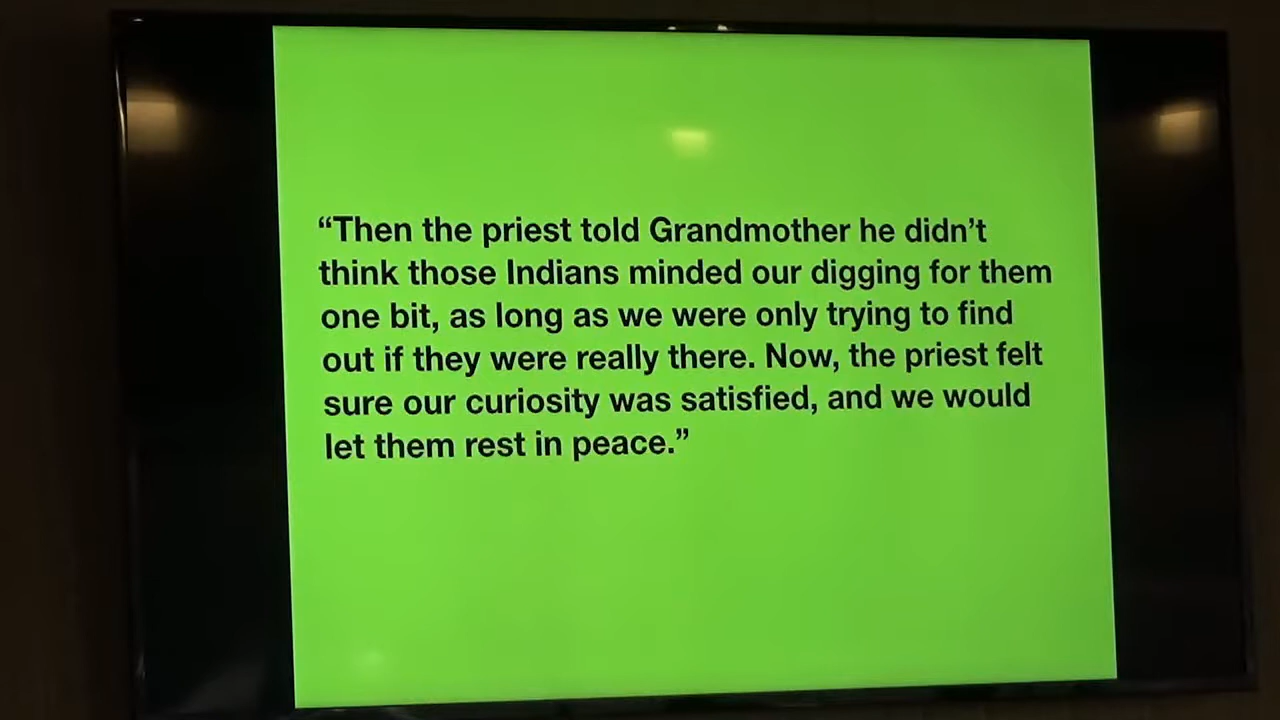 “Then the priest told Grandmother he didn’t
think those Indians minded our digging for them
one bit, as long as we were only trying to find
out if they were really there. Now, the priest felt
sure our curiosity was satisfied, and we would
let them rest in peace.”